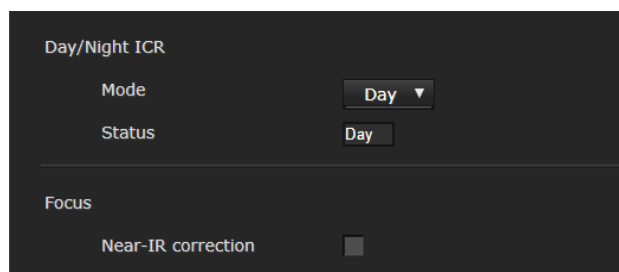 Day/Night ICR
Mode Day ▼
Status Day
Focus
Near-IR correction